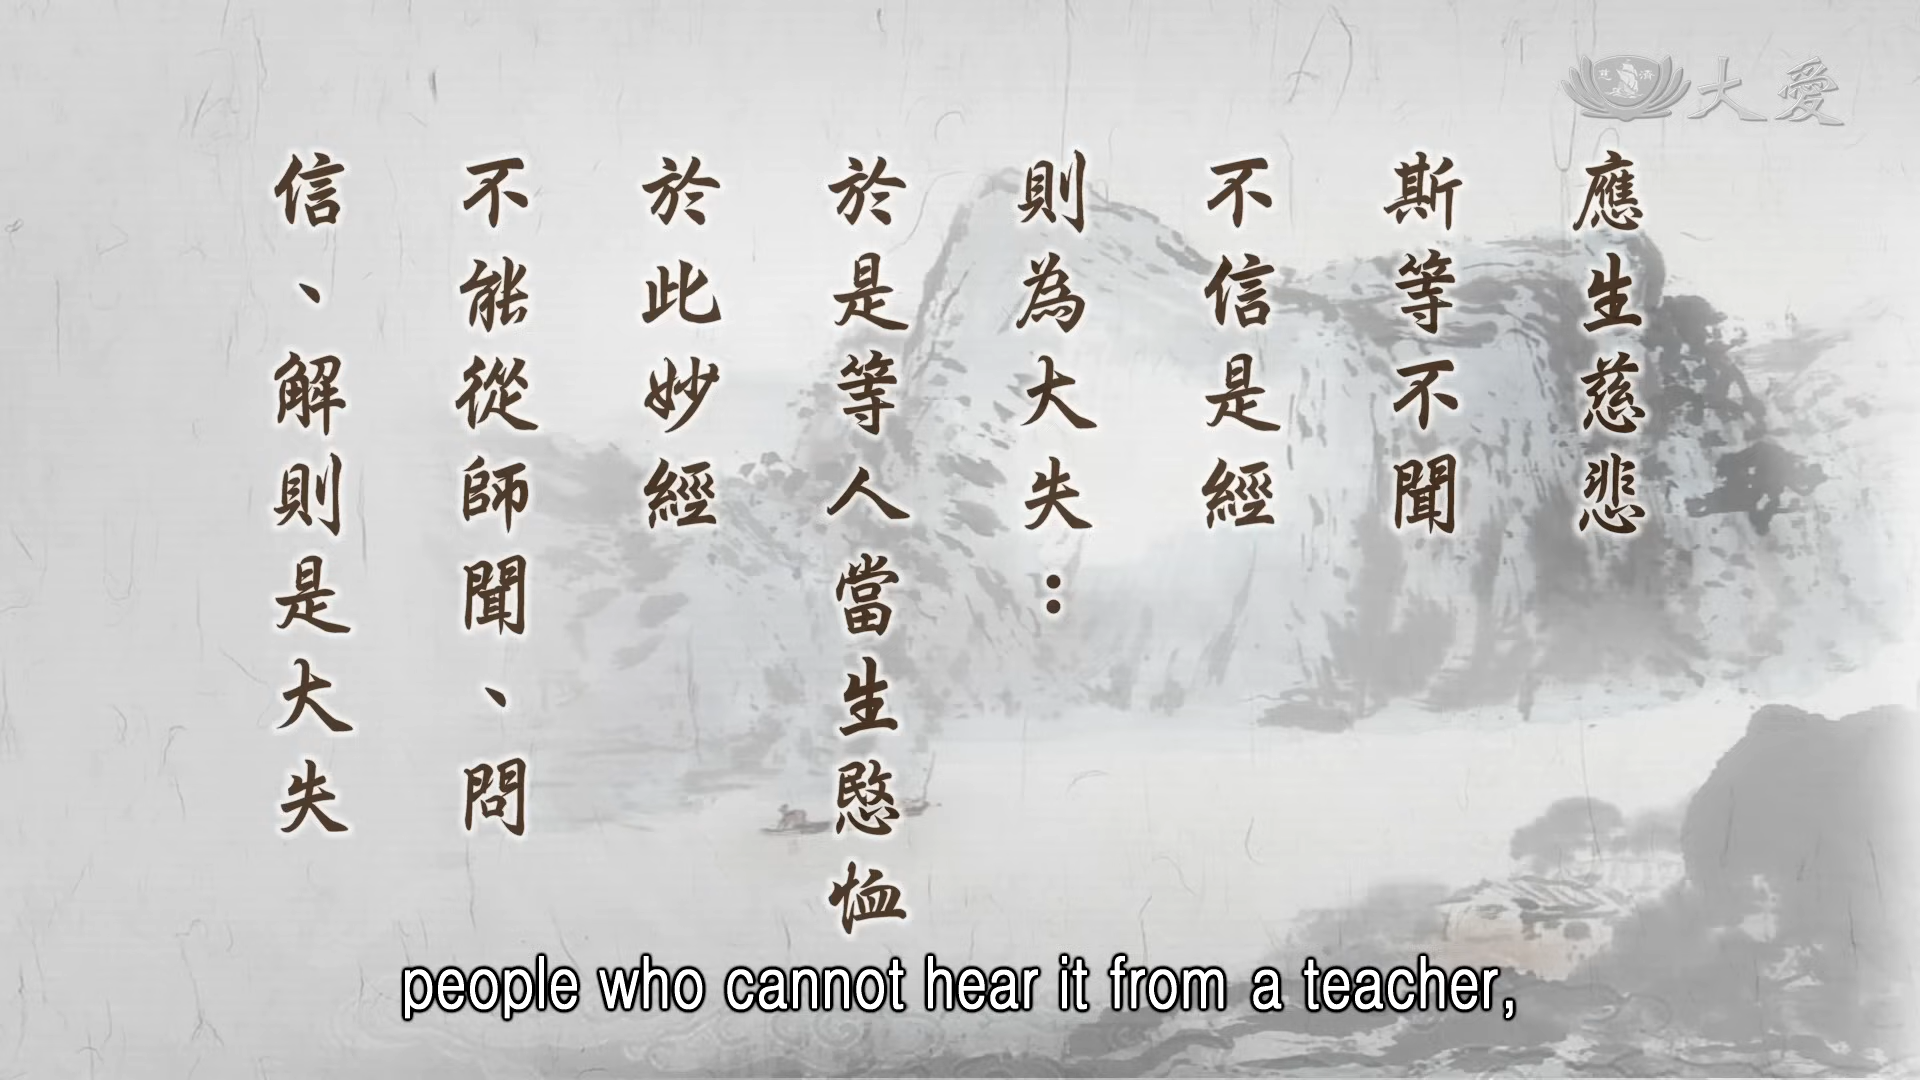 大愛
慈濟
應生慈悲
斯等不聞
不信是經
則為大失：
於是等人當生愍恤
於此妙經
不能從師聞、問
信、解則是大失
people who cannot hear it from a teacher,